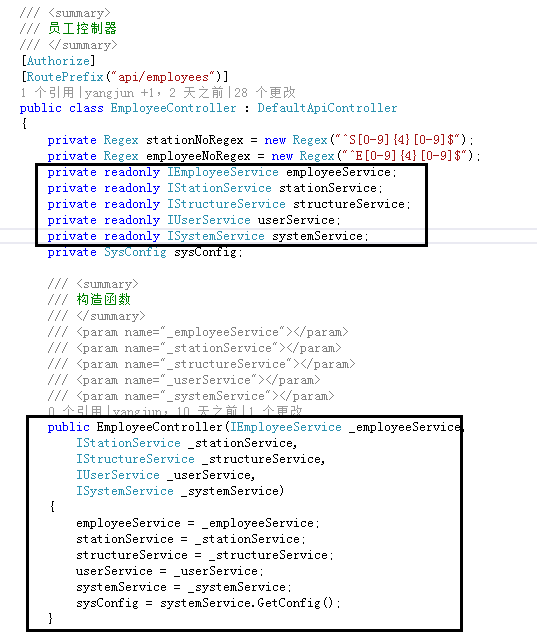 /// <summary>
/// 员工控制器
/// </summary>
[Authorize]
[RoutePrefix("api/employees")]
1 个引用|yangjun +1, 2 天之前|28 个更改
public class EmployeeController : DefaultApiController
{
private Regex stationNoRegex = new Regex("^S[0-9]{4}[0-9]$");
private Regex employeeNoRegex = new Regex("^E[0-9]{4}[0-9]$");
private readonly IEmployeeService employeeService;
private readonly IStationService stationService;
private readonly IStructureService structureService;
private readonly IUserService userService;
private readonly ISystemService systemService;
private SysConfig sysConfig;
/// <summary>
/// 构造函数
/// </summary>
/// <param name="_employeeService"></param>
/// <param name="_stationService"></param>
/// <param name="_structureService"></param>
/// <param name="_userService"></param>
/// <param name="_systemService"></param>
0 个引用|yangjun, 10 天之前|1 个更改
public EmployeeController(IEmployeeService _employeeService,
IStationService _stationService,
IStructureService _structureService,
IUserService _userService,
ISystemService _systemService)
{
employeeService = _employeeService;
stationService = _stationService;
structureService = _structureService;
userService = _userService;
systemService = _systemService;
sysConfig = systemService.GetConfig();
}